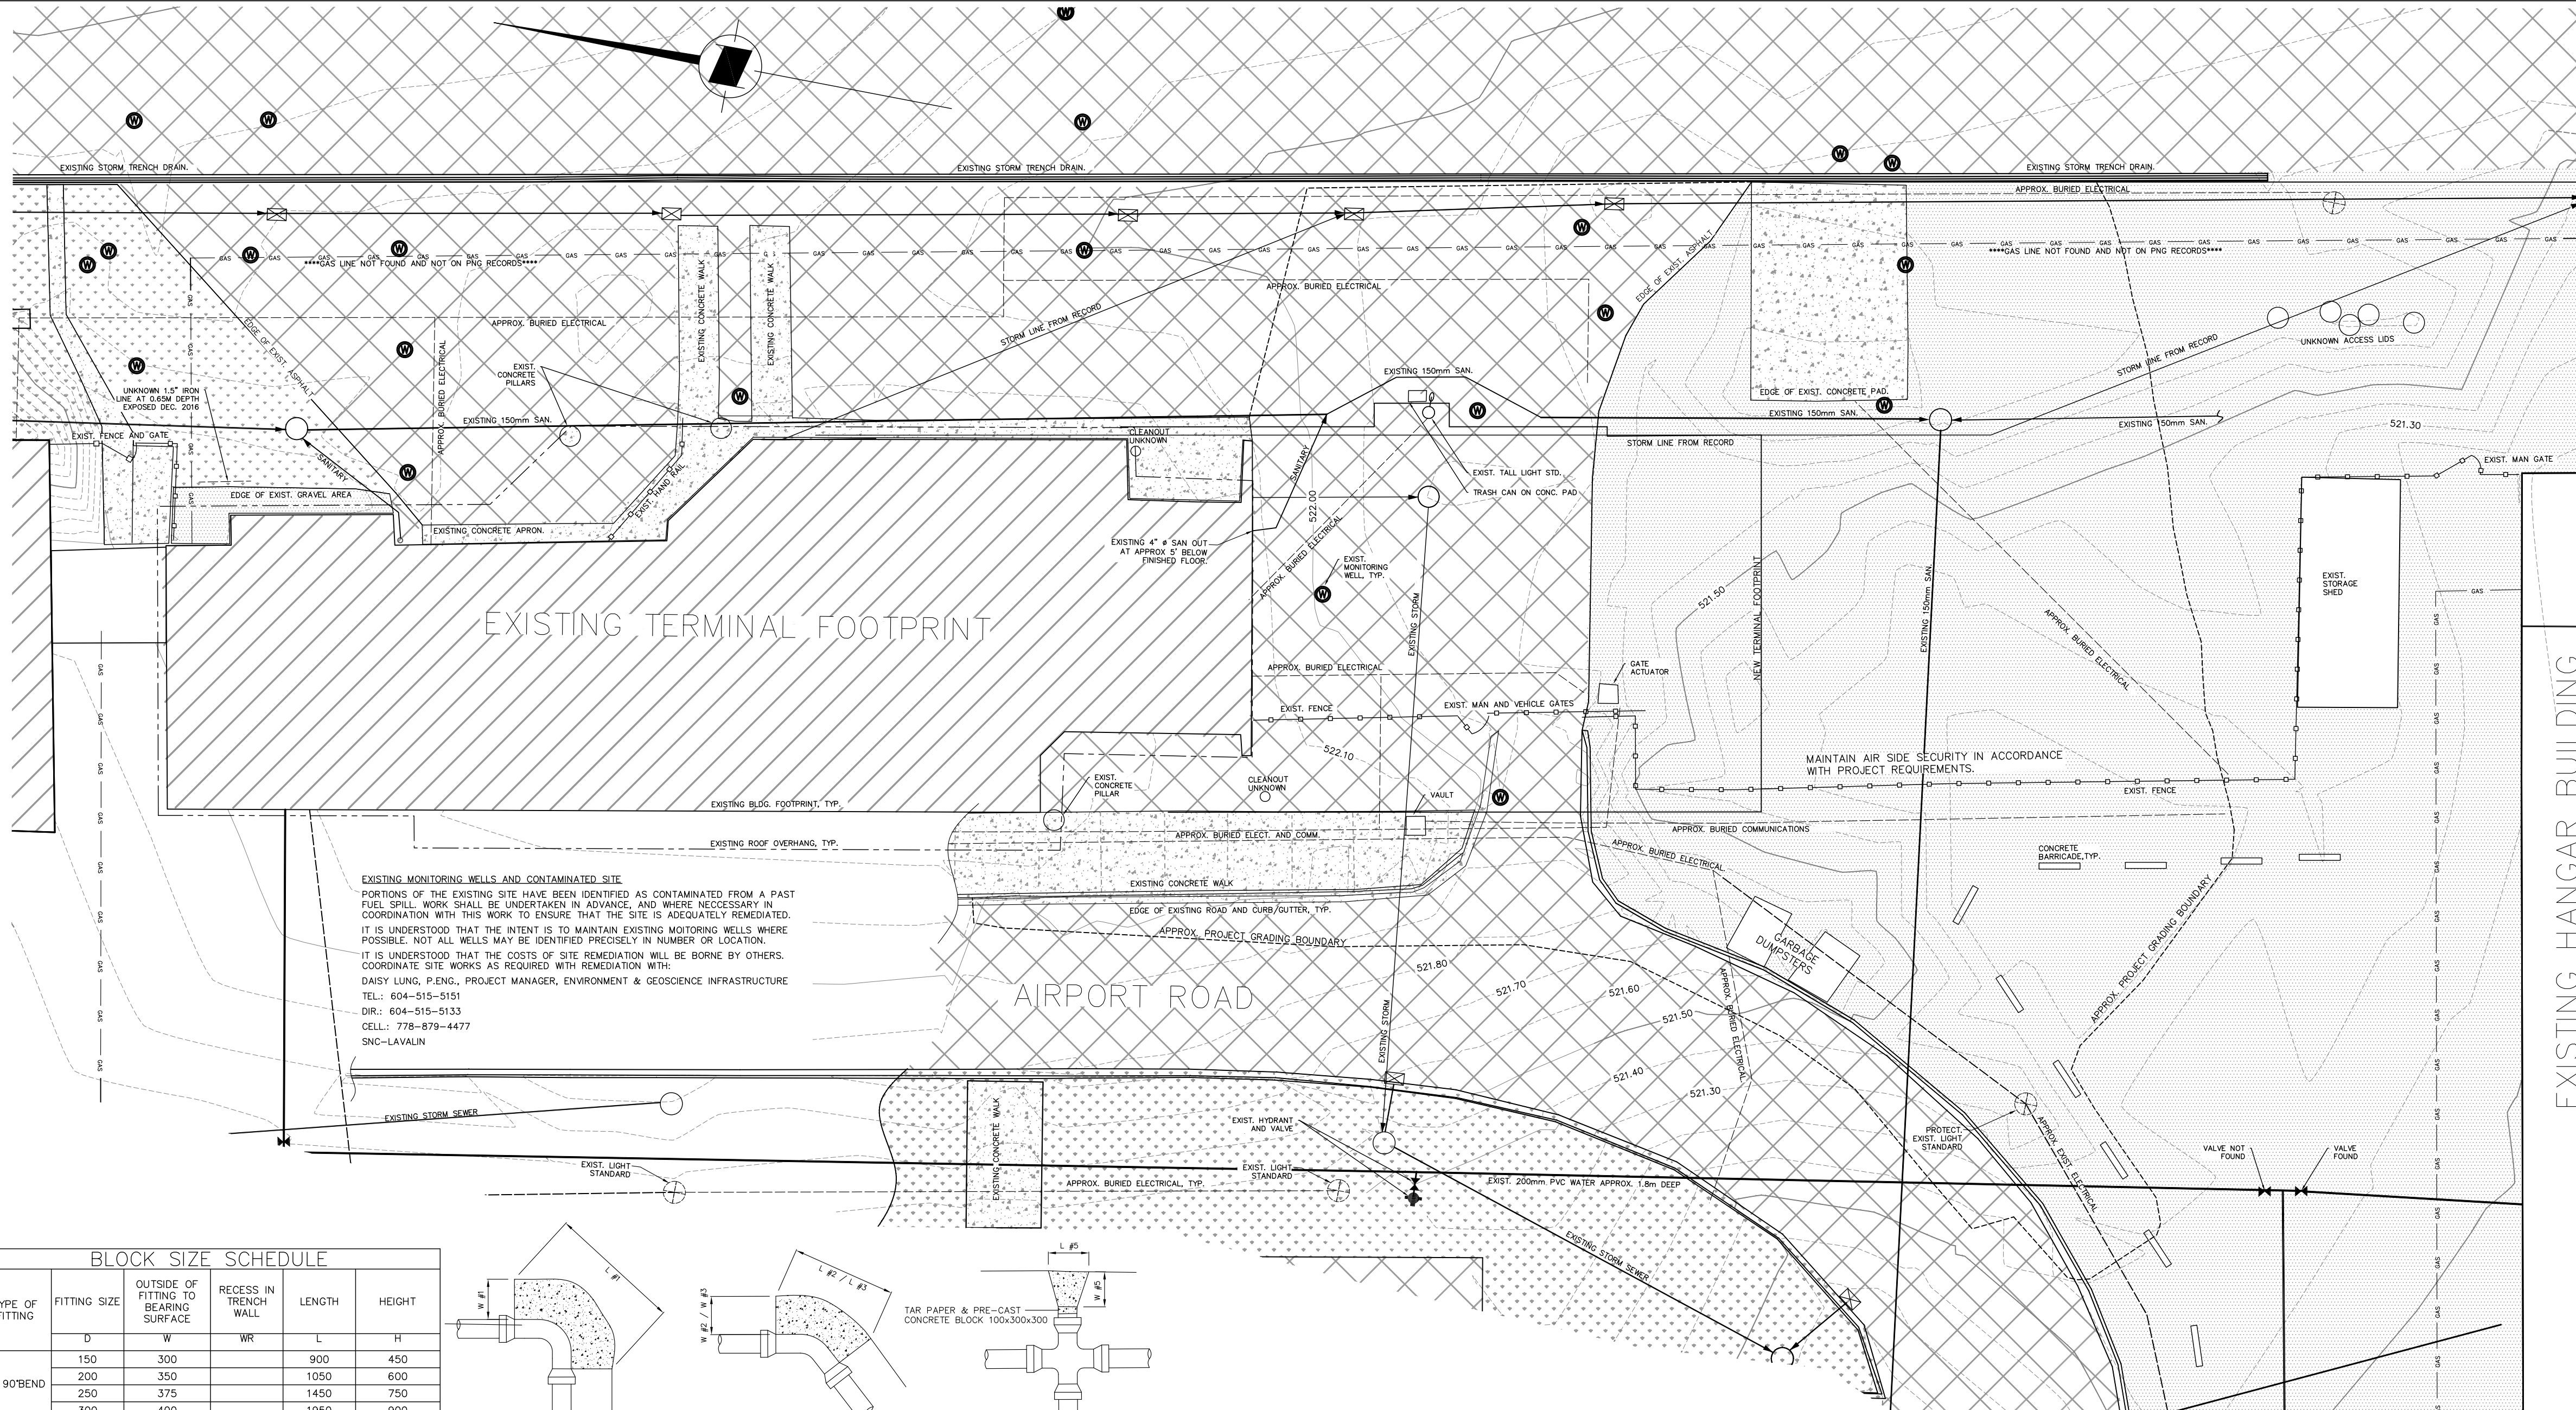 EXISTING STORM TRENCH DRAIN.
EXISTING STORM TRENCH DRAIN.
EXISTING STORM TRENCH DRAIN.
APPROX. BURIED ELECTRICAL
****GAS LINE NOT FOUND AND NOT ON PNG RECORDS****
****GAS LINE NOT FOUND AND NOT ON PNG RECORDS****
GAS
W
EDGE OF EXIST. ASPHALT
EDGE OF EXIST. ASPHALT
EXISTING CONCRETE WALK
EXISTING CONCRETE WALK
APPROX. BURIED ELECTRICAL
APPROX. BURIED ELECTRICAL
APPROX. BURIED ELECTRICAL
STORM LINE FROM RECORD
STORM LINE FROM RECORD
UNKNOWN ACCESS LIDS
EXIST.
CONCRETE
PILLARS
UNKNOWN 1.5" IRON
LINE AT 0.65M DEPTH
EXPOSED DEC. 2016
EXISTING 150mm SAN.
EXISTING 150mm SAN.
EDGE OF EXIST. CONCRETE PAD.
EXISTING 150mm SAN.
EXISTING 150mm SAN.
521.30
EXIST. FENCE AND GATE
SANITARY
CLEANOUT
UNKNOWN
SANITARY
STORM LINE FROM RECORD
EXIST. MAN GATE
EXIST. TALL LIGHT STD.
TRASH CAN ON CONC. PAD
EDGE OF EXIST. GRAVEL AREA
EXIST. HAND RAIL
EXISTING CONCRETE APRON.
522.00
EXISTING 4" ø SAN OUT
AT APPROX 5' BELOW
FINISHED FLOOR.
APPROX. BURIED ELECTRICAL
EXIST.
MONITORING
WELL, TYP.
EXISTING STORM
521.50
NEW TERMINAL FOOTPRINT
EXISTING 150mm SAN.
APPROX. BURIED ELECTRICAL
EXIST.
STORAGE
SHED
EXISTING TERMINAL FOOTPRINT
EXISTING HANGAR BUILDING
APPROX. BURIED ELECTRICAL
GATE
ACTUATOR
EXIST. FENCE
EXIST. MAN AND VEHICLE GATES
522.10
MAINTAIN AIR SIDE SECURITY IN ACCORDANCE
WITH PROJECT REQUIREMENTS.
EXIST. FENCE
EXIST.
CONCRETE
PILLAR
CLEANOUT
UNKNOWN
VAULT
EXISTING BLDG. FOOTPRINT, TYP.
EXISTING ROOF OVERHANG, TYP.
APPROX. BURIED ELECT. AND COMM.
APPROX. BURIED COMMUNICATIONS
APPROX. BURIED ELECTRICAL
CONCRETE
BARRICADE,TYP.
EXISTING CONCRETE WALK
EDGE OF EXISTING ROAD AND CURB/GUTTER, TYP.
APPROX. PROJECT GRADING BOUNDARY
APPROX. PROJECT GRADING BOUNDARY
GARBAGE
DUMPSTERS
EXISTING MONITORING WELLS AND CONTAMINATED SITE
PORTIONS OF THE EXISTING SITE HAVE BEEN IDENTIFIED AS CONTAMINATED FROM A PAST
FUEL SPILL. WORK SHALL BE UNDERTAKEN IN ADVANCE, AND WHERE NECCESSARY IN
COORDINATION WITH THIS WORK TO ENSURE THAT THE SITE IS ADEQUATELY REMEDIATED.
IT IS UNDERSTOOD THAT THE INTENT IS TO MAINTAIN EXISTING MOITORING WELLS WHERE
POSSIBLE. NOT ALL WELLS MAY BE IDENTIFIED PRECISELY IN NUMBER OR LOCATION.
IT IS UNDERSTOOD THAT THE COSTS OF SITE REMEDIATION WILL BE BORNE BY OTHERS.
COORDINATE SITE WORKS AS REQUIRED WITH REMEDIATION WITH:
DAISY LUNG, P.ENG., PROJECT MANAGER, ENVIRONMENT & GEOSCIENCE INFRASTRUCTURE
TEL.: 604-515-5151
DIR.: 604-515-5133
CELL.: 778-879-4477
SNC-LAVALIN
AIRPORT ROAD
521.80
521.70
521.60
521.50
521.40
521.30
APPROX. BURIED ELECTRICAL
EXISTING STORM
EXISTING STORM SEWER
EXIST. LIGHT
STANDARD
EXISTING CONCRETE WALK
EXIST. HYDRANT
AND VALVE
EXIST. LIGHT
STANDARD
APPROX. BURIED ELECTRICAL, TYP.
EXIST. 200mm PVC WATER APPROX. 1.8m DEEP
PROTECT
EXIST. LIGHT
STANDARD
APPROX. EXIST. ELECTRICAL
VALVE NOT
FOUND
VALVE
FOUND
EXISTING STORM SEWER
BLOCK SIZE SCHEDULE
YPE OF
ITTING
FITTING SIZE
OUTSIDE OF
FITTING TO
BEARING
SURFACE
RECESS IN
TRENCH
WALL
LENGTH
HEIGHT
D W WR L H
90°BEND
150 300 900 450
200 350 1050 600
250 375 1450 750
300 400 1950 900
L #1
W #1
L #2 / L #3
W #2 / W #3
L #5
W #5
TAR PAPER & PRE-CAST
CONCRETE BLOCK 100x300x300